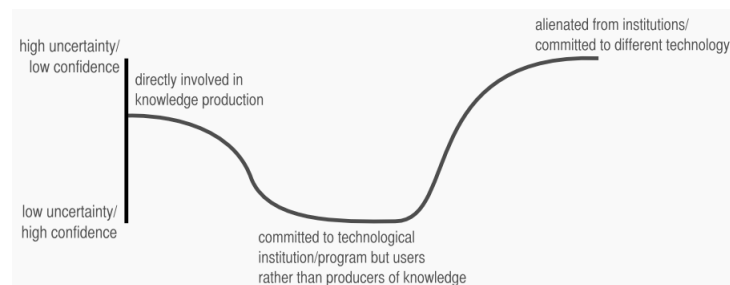 high uncertainty/
low confidence
directly involved in
knowledge production
alienated from institutions/
committed to different technology
low uncertainty/
high confidence
committed to technological
institution/program but users
rather than producers of knowledge